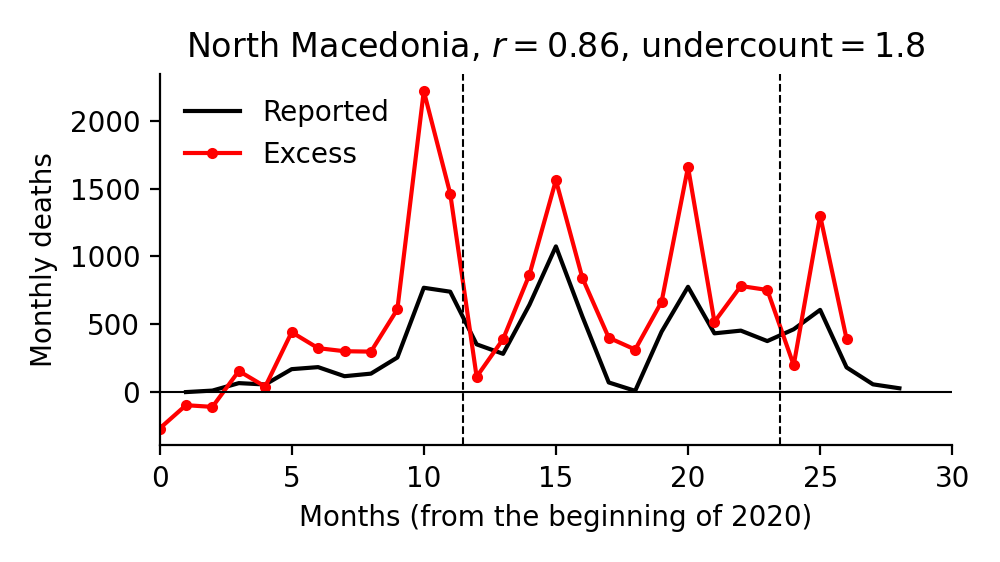 North Macedonia, r = 0.86, undercount = 1.8
Reported
Excess
Monthly deaths
2000
1500
1000
500
0
0 5 10 15 20 25 30
Months (from the beginning of 2020)